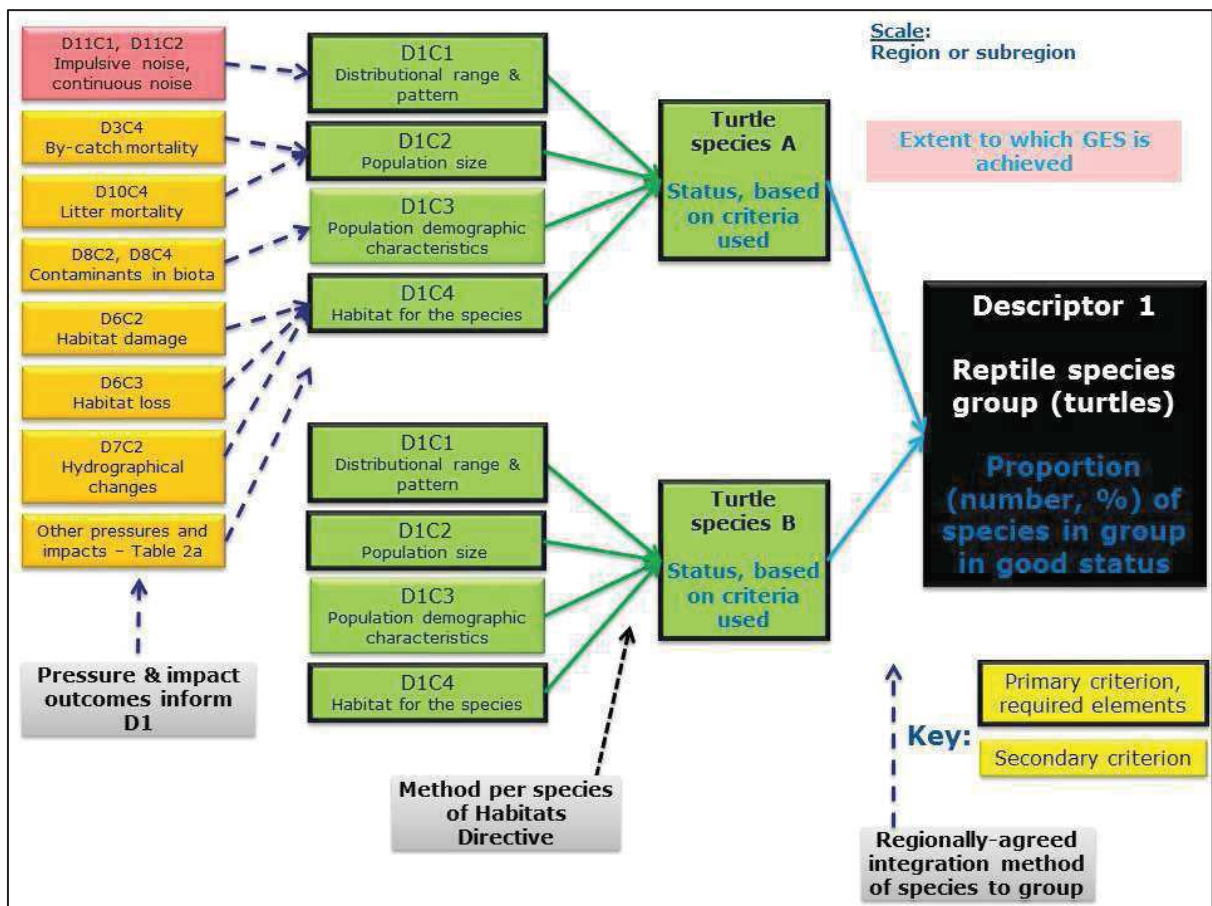 D11C1, D11C2
Impulsive noise,
continuous noise
D3C4
By-catch mortality
D10C4
Litter mortality
D8C2, D8C4
Contaminants in biota
D6C2
Habitat damage
D6C3
Habitat loss
D7C2
Hydrographical
changes
Other pressures and
impacts – Table 2a
Pressure & impact
outcomes inform
D1
D1C1
Distributional range &
pattern
D1C2
Population size
D1C3
Population demographic
characteristics
D1C4
Habitat for the species
D1C1
Distributional range &
pattern
D1C2
Population size
D1C3
Population demographic
characteristics
D1C4
Habitat for the species
Method per species
of Habitats
Directive
Turtle
species A
Status, based
on criteria
used
Turtle
species B
Status, based
on criteria
used
Scale:
Region or subregion
Extent to which GES is
achieved
Descriptor 1
Reptile species
group (turtles)
Proportion
(number, %) of
species in group
in good status
Key:
Primary criterion,
required elements
Secondary criterion
Regionally-agreed
integration method
of species to group